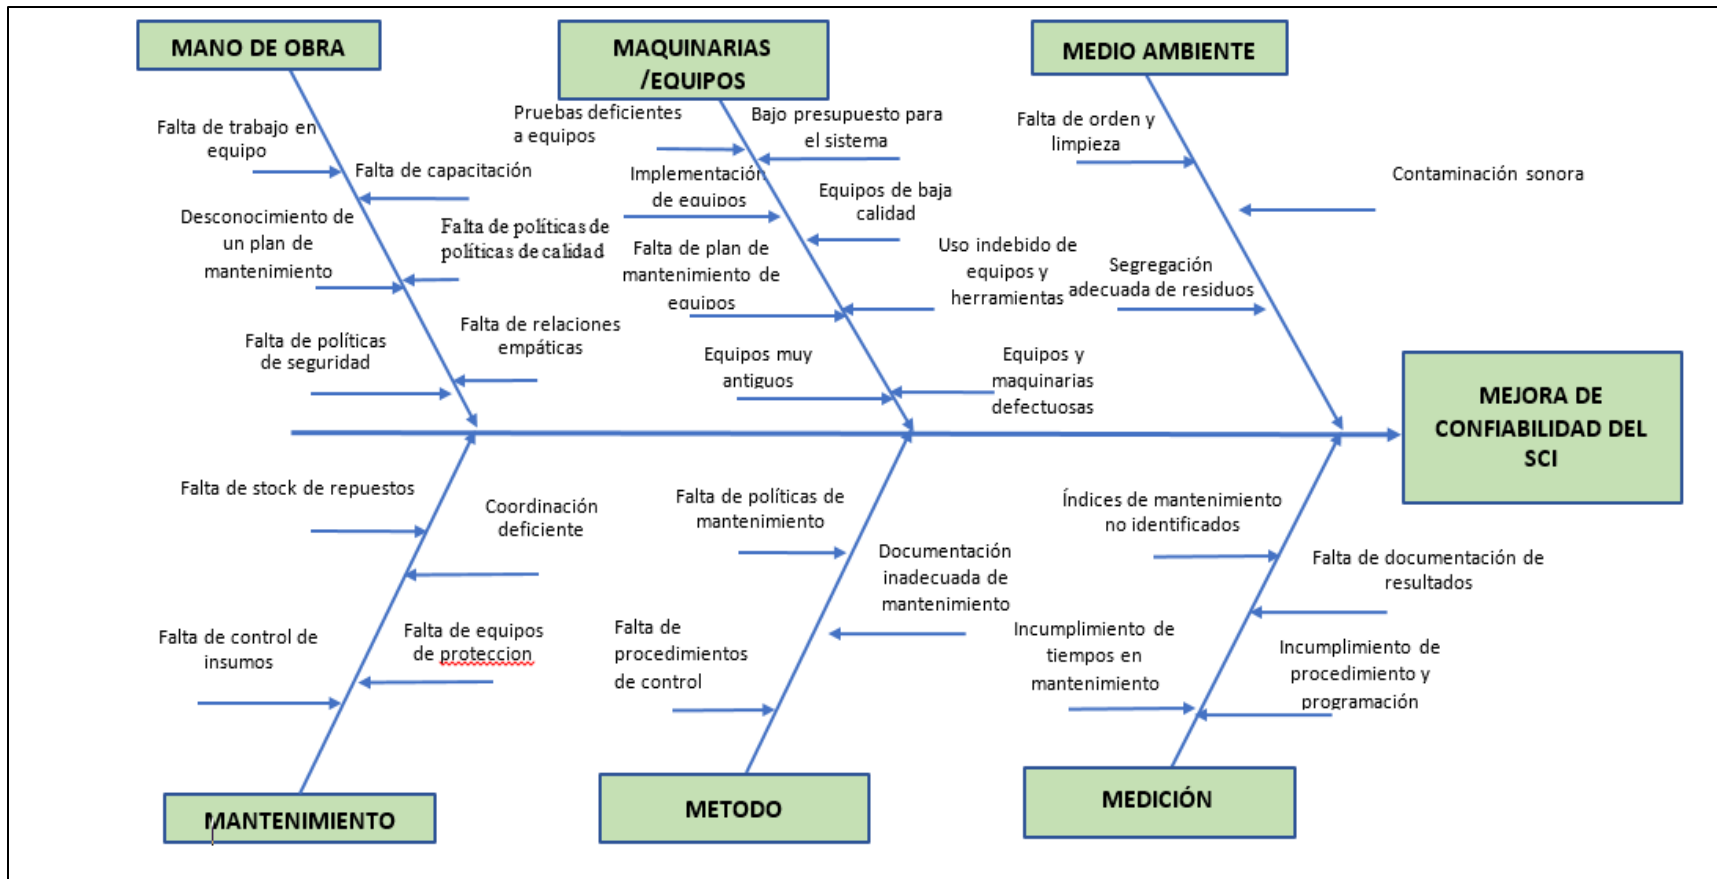 MANO DE OBRA
MAQUINARIAS
/EQUIPOS
MEDIO AMBIENTE
Falta de trabajo en
equipo
Falta de capacitación
Desconocimiento de
un plan de
mantenimiento
Falta de políticas de
políticas de calidad
Falta de políticas
de seguridad
Falta de relaciones
empáticas
Pruebas deficientes
a equipos
Bajo presupuesto para
el sistema
Implementación
de equipos
Equipos de baja
calidad
Falta de plan de
mantenimiento de
equipos
Uso indebido de
equipos y
herramientas
Equipos muy
antiguos
Equipos y
maquinarias
defectuosas
Falta de orden y
limpieza
Contaminación sonora
Segregación
adecuada de residuos
MEJORA DE
CONFIABILIDAD DEL
SCI
Falta de stock de repuestos
Coordinación
deficiente
Falta de control de
insumos
Falta de equipos
de proteccion
Falta de políticas de
mantenimiento
Documentación
inadecuada de
mantenimiento
Falta de
procedimientos
de control
Índices de mantenimiento
no identificados
Falta de documentación de
resultados
Incumplimiento de
tiempos en
mantenimiento
Incumplimiento de
procedimiento y
programación
MANTENIMIENTO
METODO
MEDICIÓN